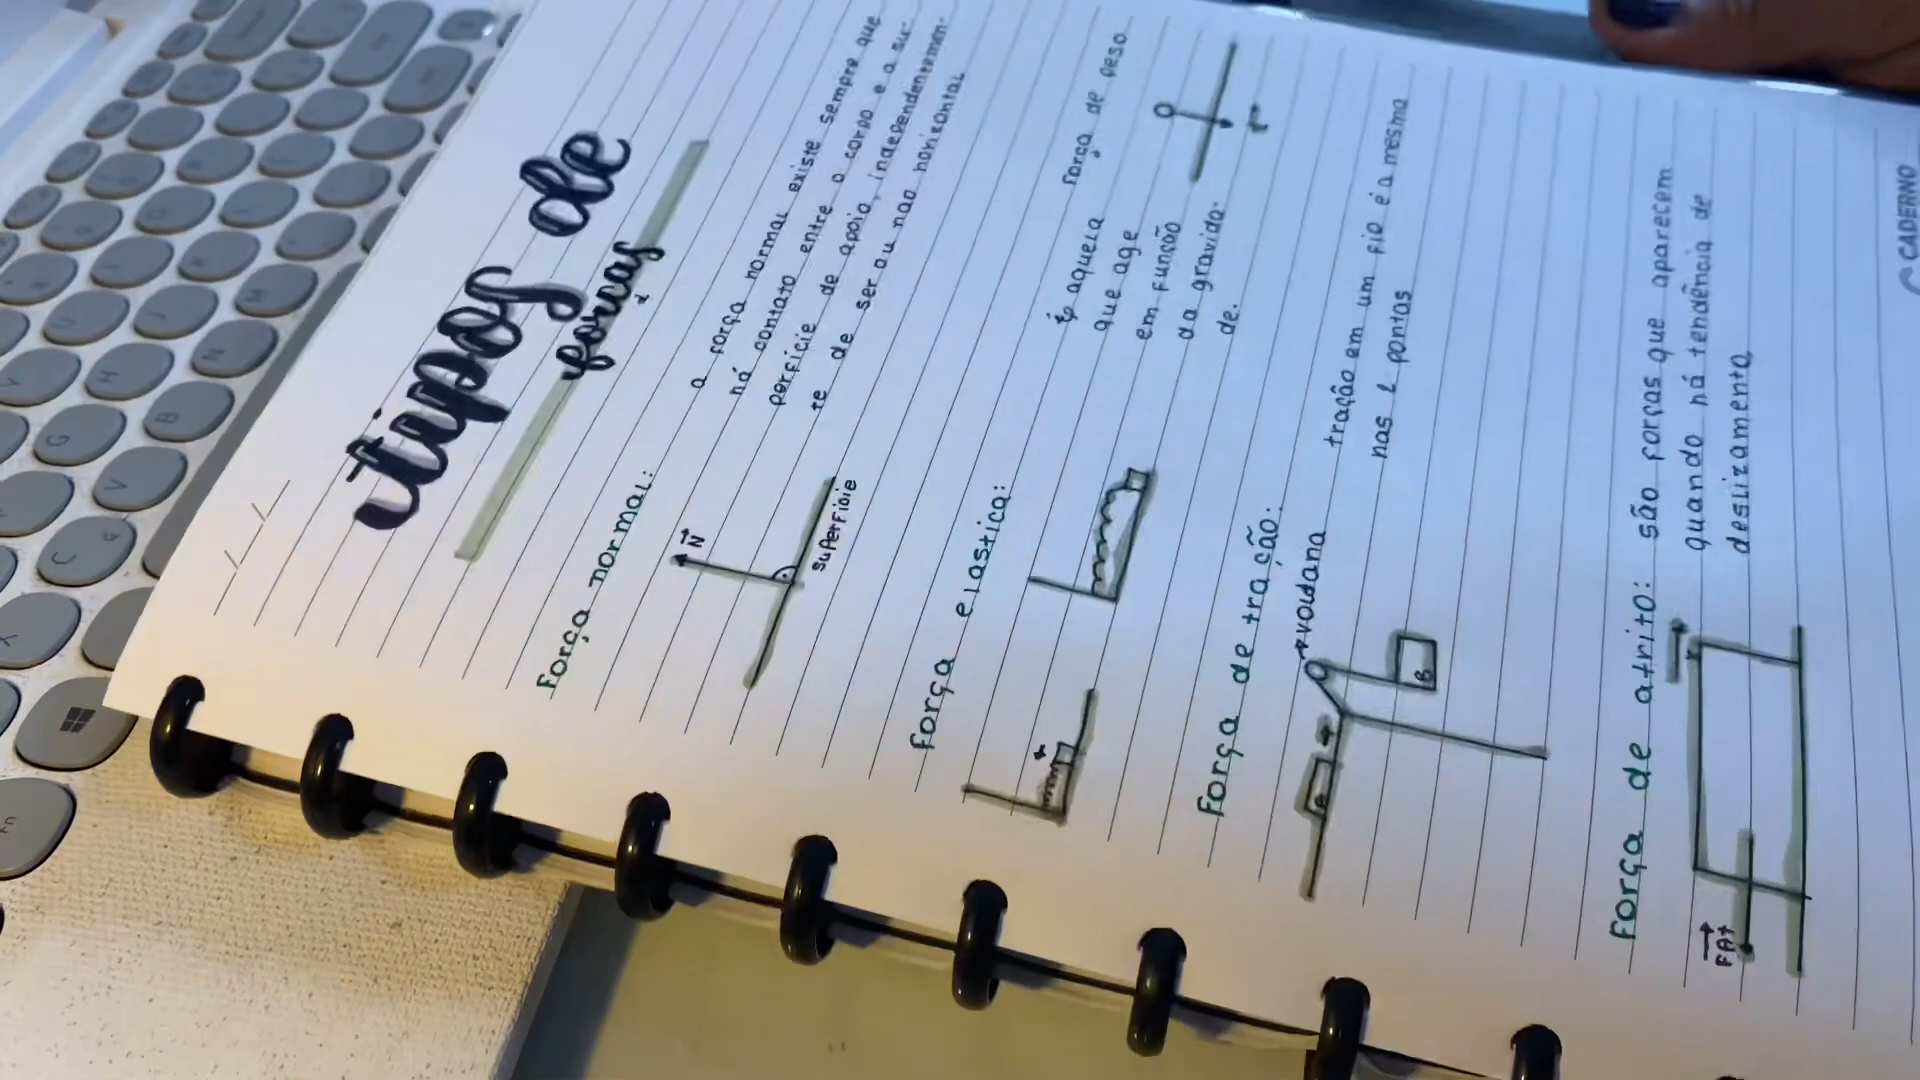 tipos de
forças
Força normal:
a força normal existe sempre que
há contato entre o corpo e a su-
perfície de apoio, independentemen-
te de ser ou não horizontal
N
superfície
Força elastica:
Força de peso
é aquela
que age
em função
da gravida-
de.
Força de tração:
tração em um fio é a mesma
nas 2 pontas
A
B
Força de atrito: são forças que aparecem
quando há tendência de
deslizamento
FAt
CADERNO
Fn
X
C
V
B
N
M
G
H
J
U
Y